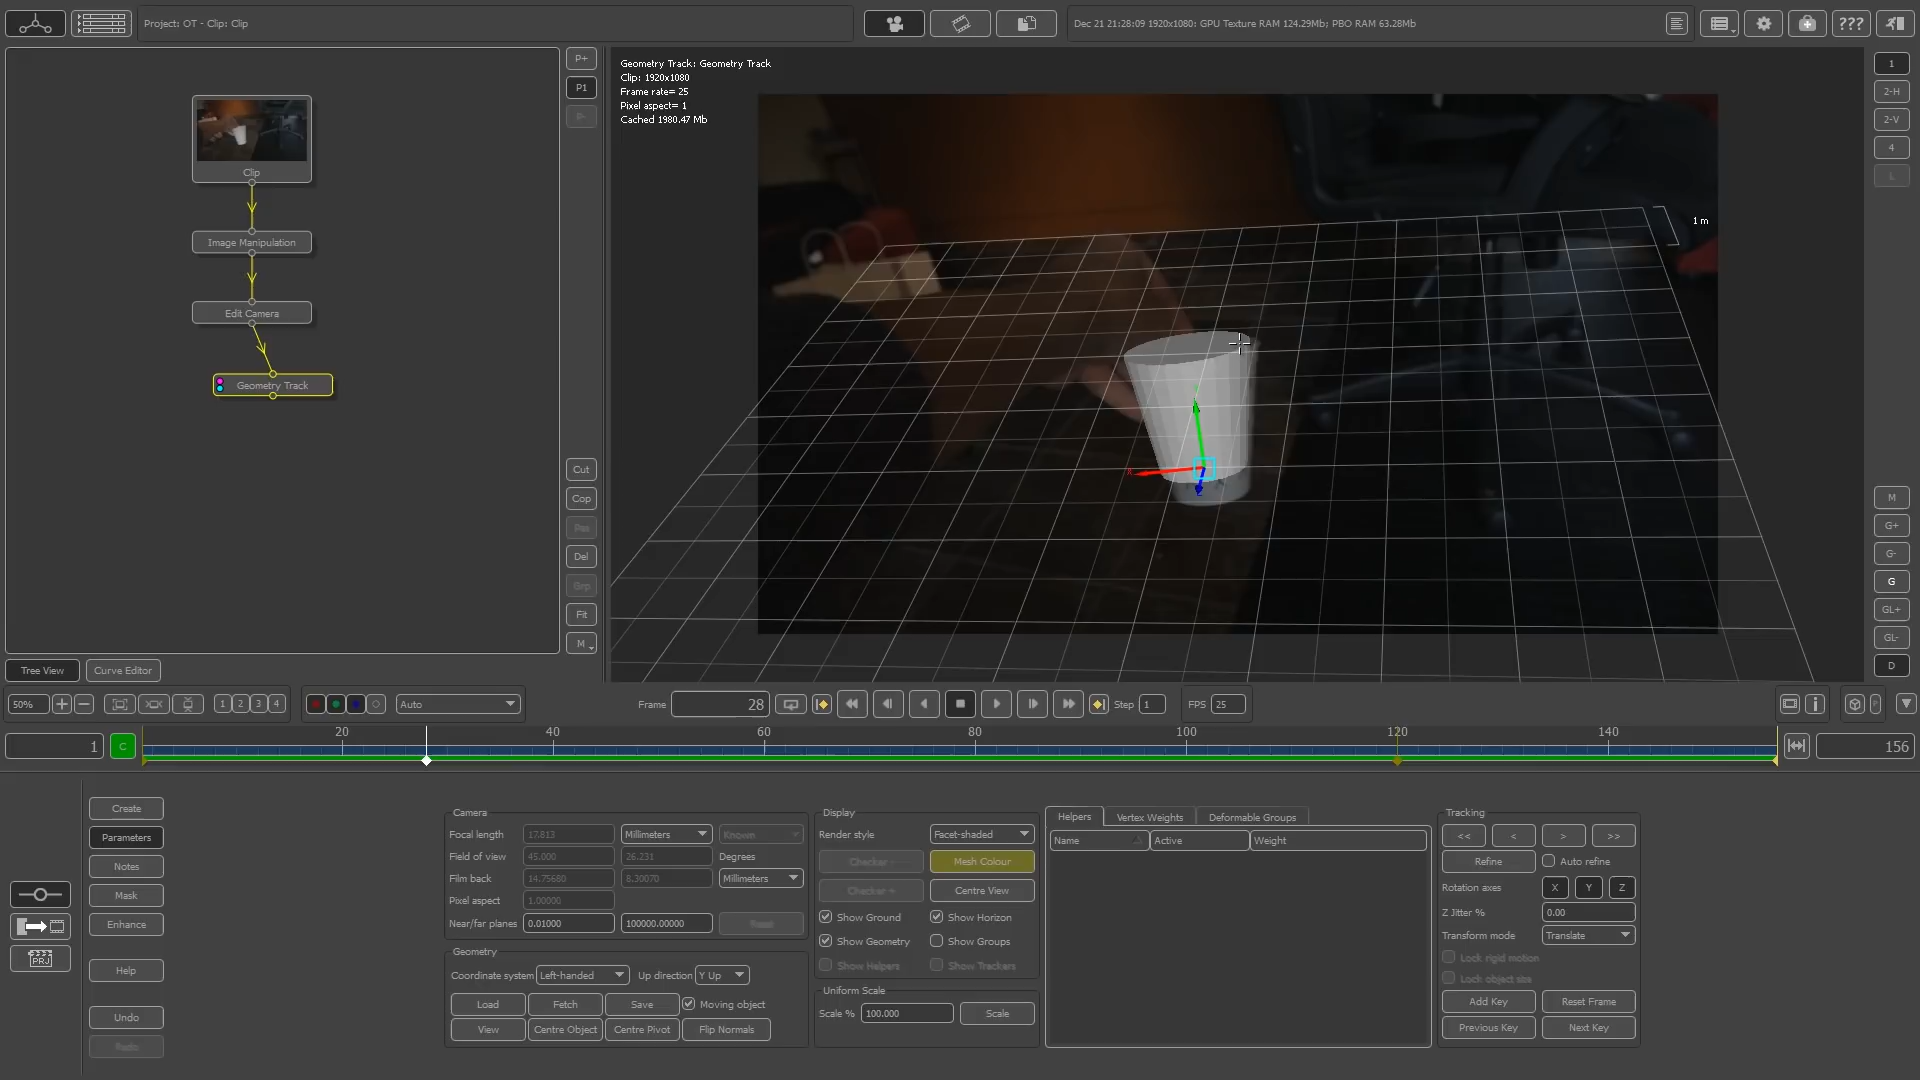 Project: OT - Clip: Clip
Dec 21 21:28:09 1920x1080: GPU Texture RAM 124.29Mb; PBO RAM 63.28Mb
???
Clip
Image Manipulation
Edit Camera
Geometry Track
P+
P1
P-
Cut
Cop
Pas
Del
Grp
Fit
M
Geometry Track: Geometry Track
Clip: 1920x1080
Frame rate= 25
Pixel aspect= 1
Cached 1980.47 Mb
1 m
X
1
2-H
2-V
4
L
M
G+
G-
G
GL+
GL-
D
Tree View
Curve Editor
50%
1 2 3 4
Auto
Frame
28
Step
1
FPS
25
P
1
C
20
40
60
80
100
120
140
156
Create
Parameters
Notes
Mask
Enhance
Help
Undo
Redo
PRJ
Camera
Focal length
17.813
Millimeters
Known
Field of view
45.000
26.231
Degrees
Film back
14.75680
8.30070
Millimeters
Pixel aspect
1.00000
Near/far planes
0.01000
100000.00000
Reset
Geometry
Coordinate system
Left-handed
Up direction
Y Up
Load
Fetch
Save
Moving object
View
Centre Object
Centre Pivot
Flip Normals
Display
Render style
Facet-shaded
Checker -
Mesh Colour
Checker +
Centre View
Show Ground
Show Horizon
Show Geometry
Show Groups
Show Helpers
Show Trackers
Uniform Scale
Scale %
100.000
Scale
Helpers
Vertex Weights
Deformable Groups
Name
Active
Weight
Tracking
<<
<
>
>>
Refine
Auto refine
Rotation axes
X
Y
Z
Z Jitter %
0.00
Transform mode
Translate
Lock rigid motion
Lock object size
Add Key
Reset Frame
Previous Key
Next Key